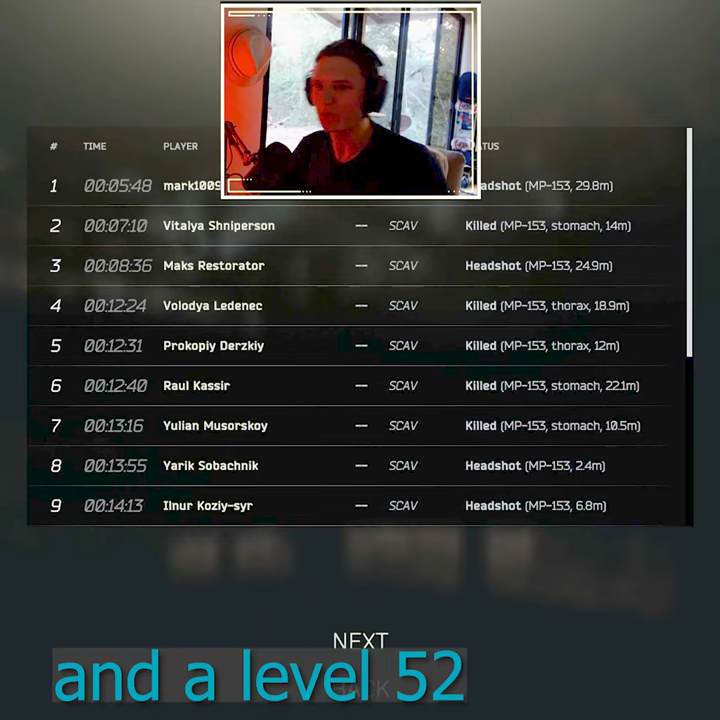 # TIME PLAYER
1 00:05:48 mark1009 (MP-153, 29.8m)
2 00:07:10 Vitalya Shniperson -- SCAV Killed (MP-153, stomach, 14m)
3 00:08:36 Maks Restorator -- SCAV Headshot (MP-153, 24.9m)
4 00:12:24 Volodya Ledenec -- SCAV Killed (MP-153, thorax, 18.9m)
5 00:12:31 Prokopiy Derzkiy -- SCAV Killed (MP-153, thorax, 12m)
6 00:12:40 Raul Kassir -- SCAV Killed (MP-153, stomach, 22.1m)
7 00:13:16 Yulian Musorskoy -- SCAV Killed (MP-153, stomach, 10.5m)
8 00:13:55 Yarik Sobachnik -- SCAV Headshot (MP-153, 2.4m)
9 00:14:13 Ilnur Koziy-syr -- SCAV Headshot (MP-153, 6.8m)
NEXT
and a level 52
BACK